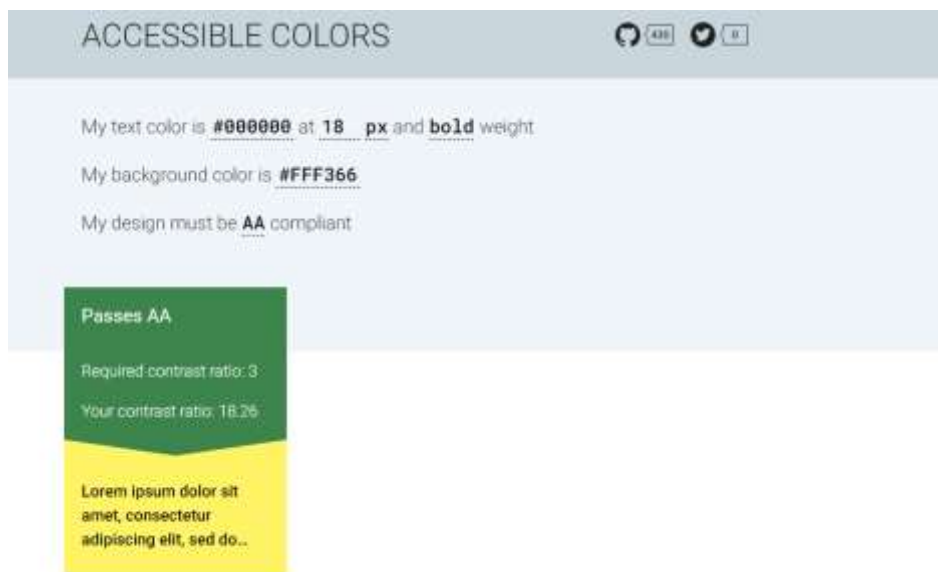 ACCESSIBLE COLORS
My text color is #000000 at 18 px and bold weight
My background color is #FFF366
My design must be AA compliant
Passes AA
Required contrast ratio: 3
Your contrast ratio: 18.26
Lorem ipsum dolor sit
amet, consectetur
adipiscing elit, sed do...